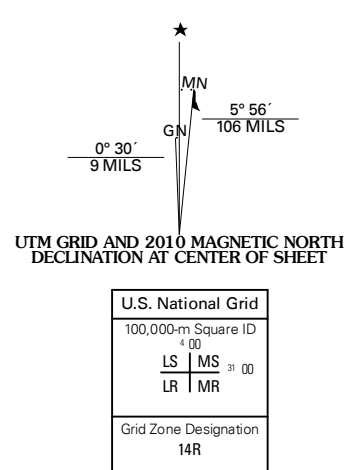 ★
MN
GN
5° 56´
106 MILS
0° 30´
9 MILS
UTM GRID AND 2010 MAGNETIC NORTH
DECLINATION AT CENTER OF SHEET
U.S. National Grid
100,000-m Square ID
4 00
LS MS 31 00
LR MR
Grid Zone Designation
14R